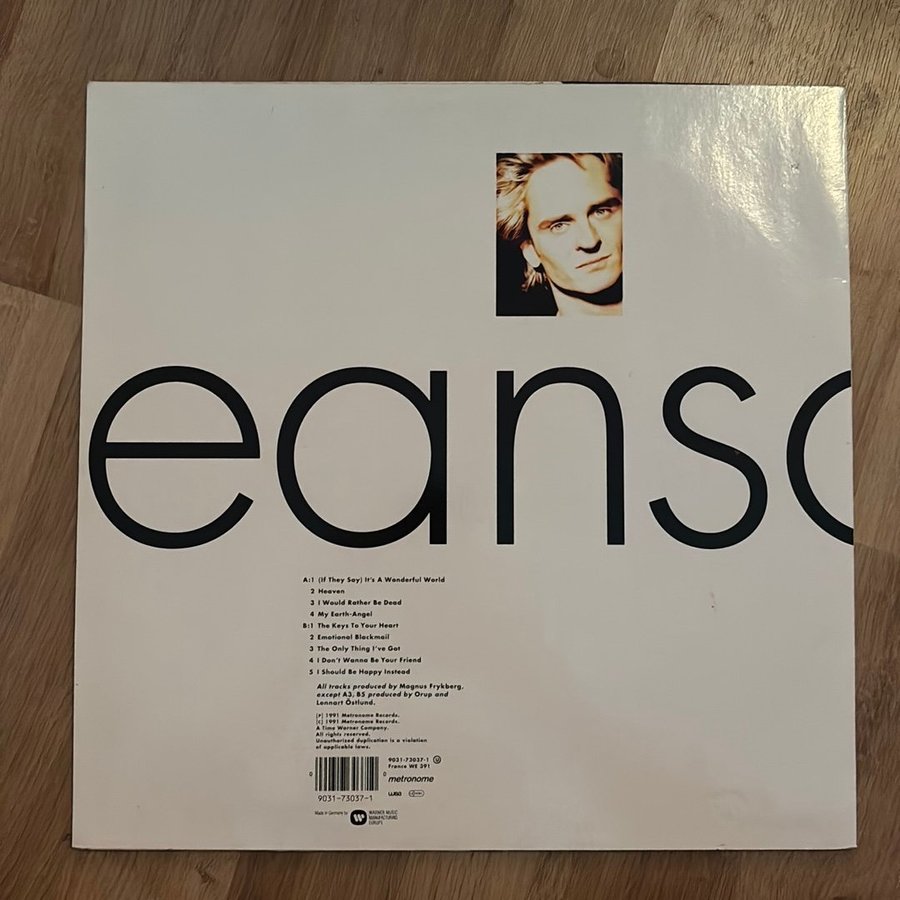 eanso
A:1 (If They Say) It's A Wonderful World
2 Heaven
3 I Would Rather Be Dead
4 My Earth-Angel
B:1 The Keys To Your Heart
2 Emotional Blackmail
3 The Only Thing I've Got
4 I Don't Wanna Be Your Friend
5 I Should Be Happy Instead
All tracks produced by Magnus Frykberg,
except A3, B5 produced by Orup and
Lennart Östlund.
(P) 1991 Metronome Records.
(C) 1991 Metronome Records.
A Time Warner Company.
All rights reserved.
Unauthorized duplication is a violation
of applicable laws.
0 0
9031-73037-1
9031-73037-1 U
France WE 391
metronome
wea
Made in Germany by
WARNER MUSIC
MANUFACTURING
EUROPE